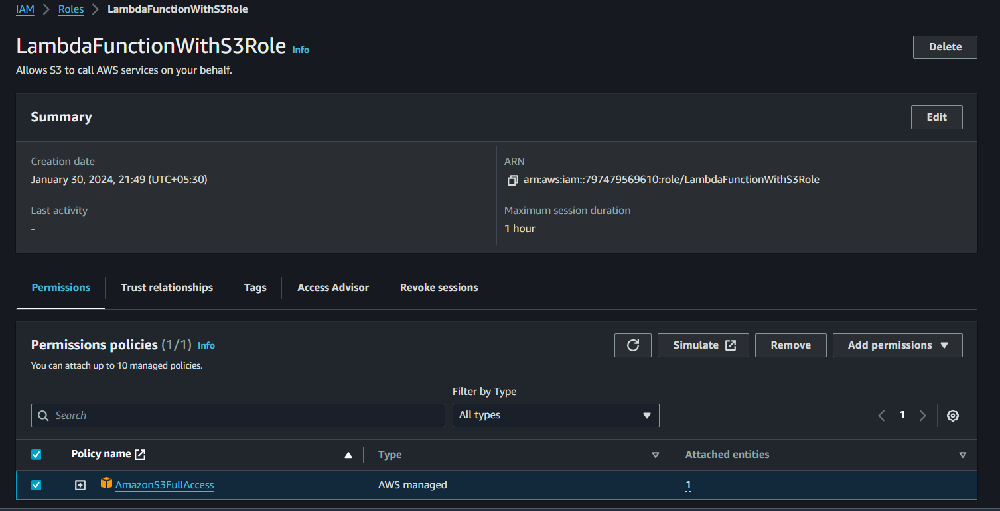 IAM > Roles > LambdaFunctionWithS3Role
LambdaFunctionWithS3Role Info
Delete
Allows S3 to call AWS services on your behalf.
Summary
Edit
Creation date
January 30, 2024, 21:49 (UTC+05:30)
ARN
arn:aws:iam::797479569610:role/LambdaFunctionWithS3Role
Last activity
-
Maximum session duration
1 hour
Permissions Trust relationships Tags Access Advisor Revoke sessions
Permissions policies (1/1) Info
Simulate Remove Add permissions
You can attach up to 10 managed policies.
Filter by Type
Search All types 1
Policy name Type Attached entities
AmazonS3FullAccess AWS managed 1